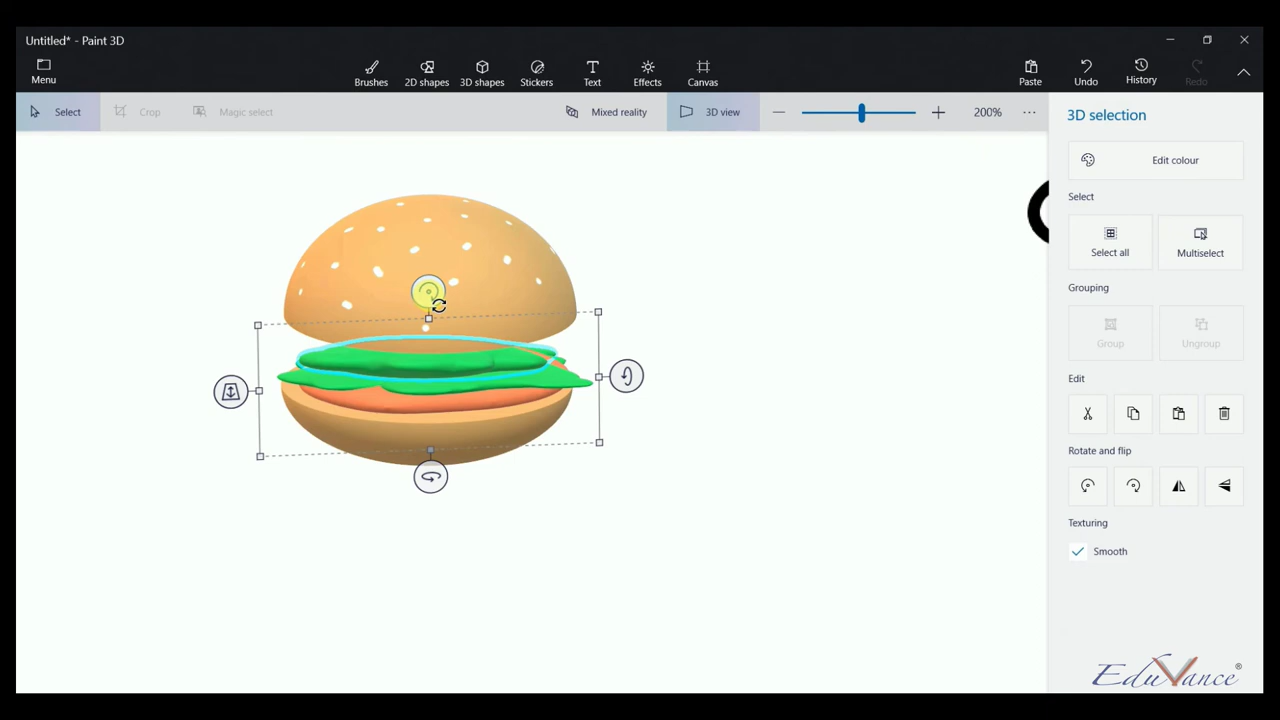 Untitled* - Paint 3D
Menu
Brushes
2D shapes
3D shapes
Stickers
Text
Effects
Canvas
Paste
Undo
History
Redo
Select
Crop
Magic select
Mixed reality
3D view
200%
3D selection
Edit colour
Select
Select all
Multiselect
Grouping
Group
Ungroup
Edit
Rotate and flip
Texturing
Smooth
EduVance®